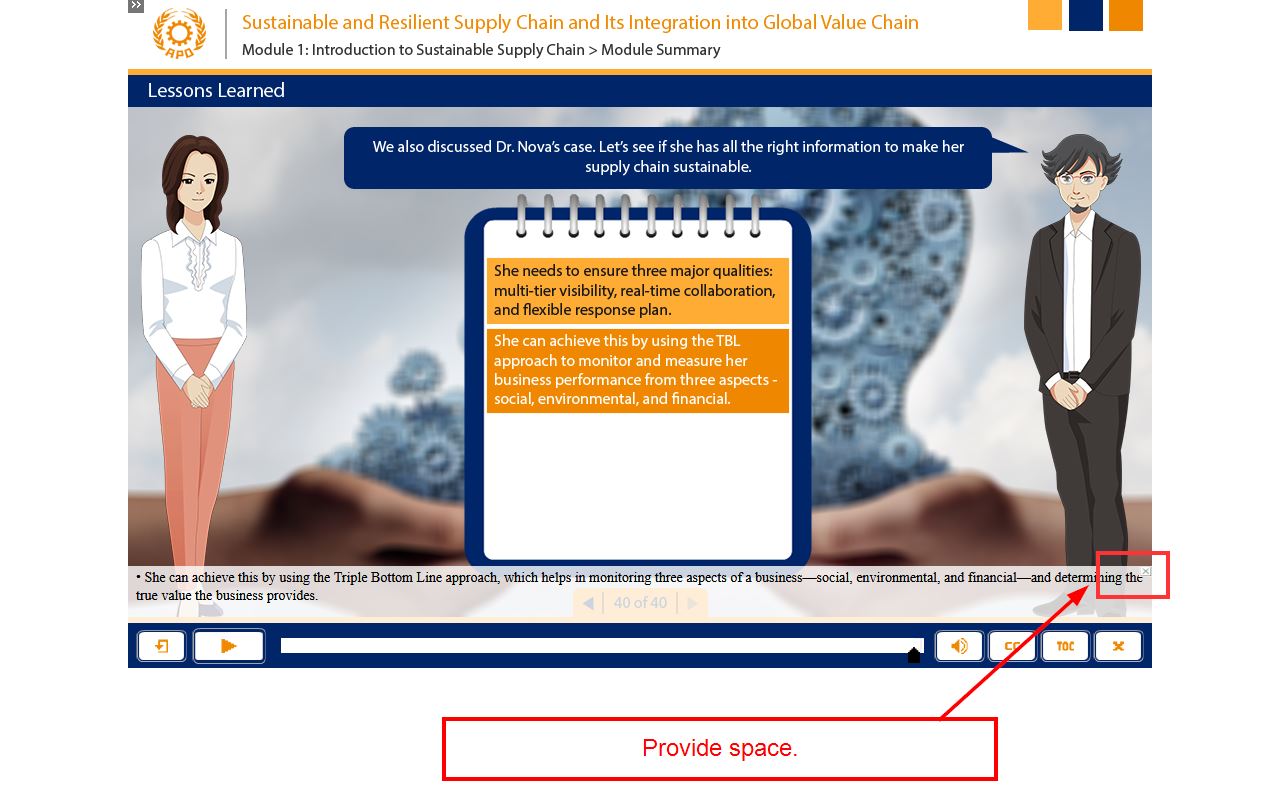 Sustainable and Resilient Supply Chain and Its Integration into Global Value Chain
APO
Module 1: Introduction to Sustainable Supply Chain > Module Summary
Lessons Learned
We also discussed Dr. Nova's case. Let's see if she has all the right information to make her
supply chain sustainable.
She needs to ensure three major qualities:
multi-tier visibility, real-time collaboration,
and flexible response plan.
She can achieve this by using the TBL
approach to monitor and measure her
business performance from three aspects -
social, environmental, and financial.
• She can achieve this by using the Triple Bottom Line approach, which helps in monitoring three aspects of a business—social, environmental, and financial—and determining the
true value the business provides.
40 of 40
CC
TOC
Provide space.